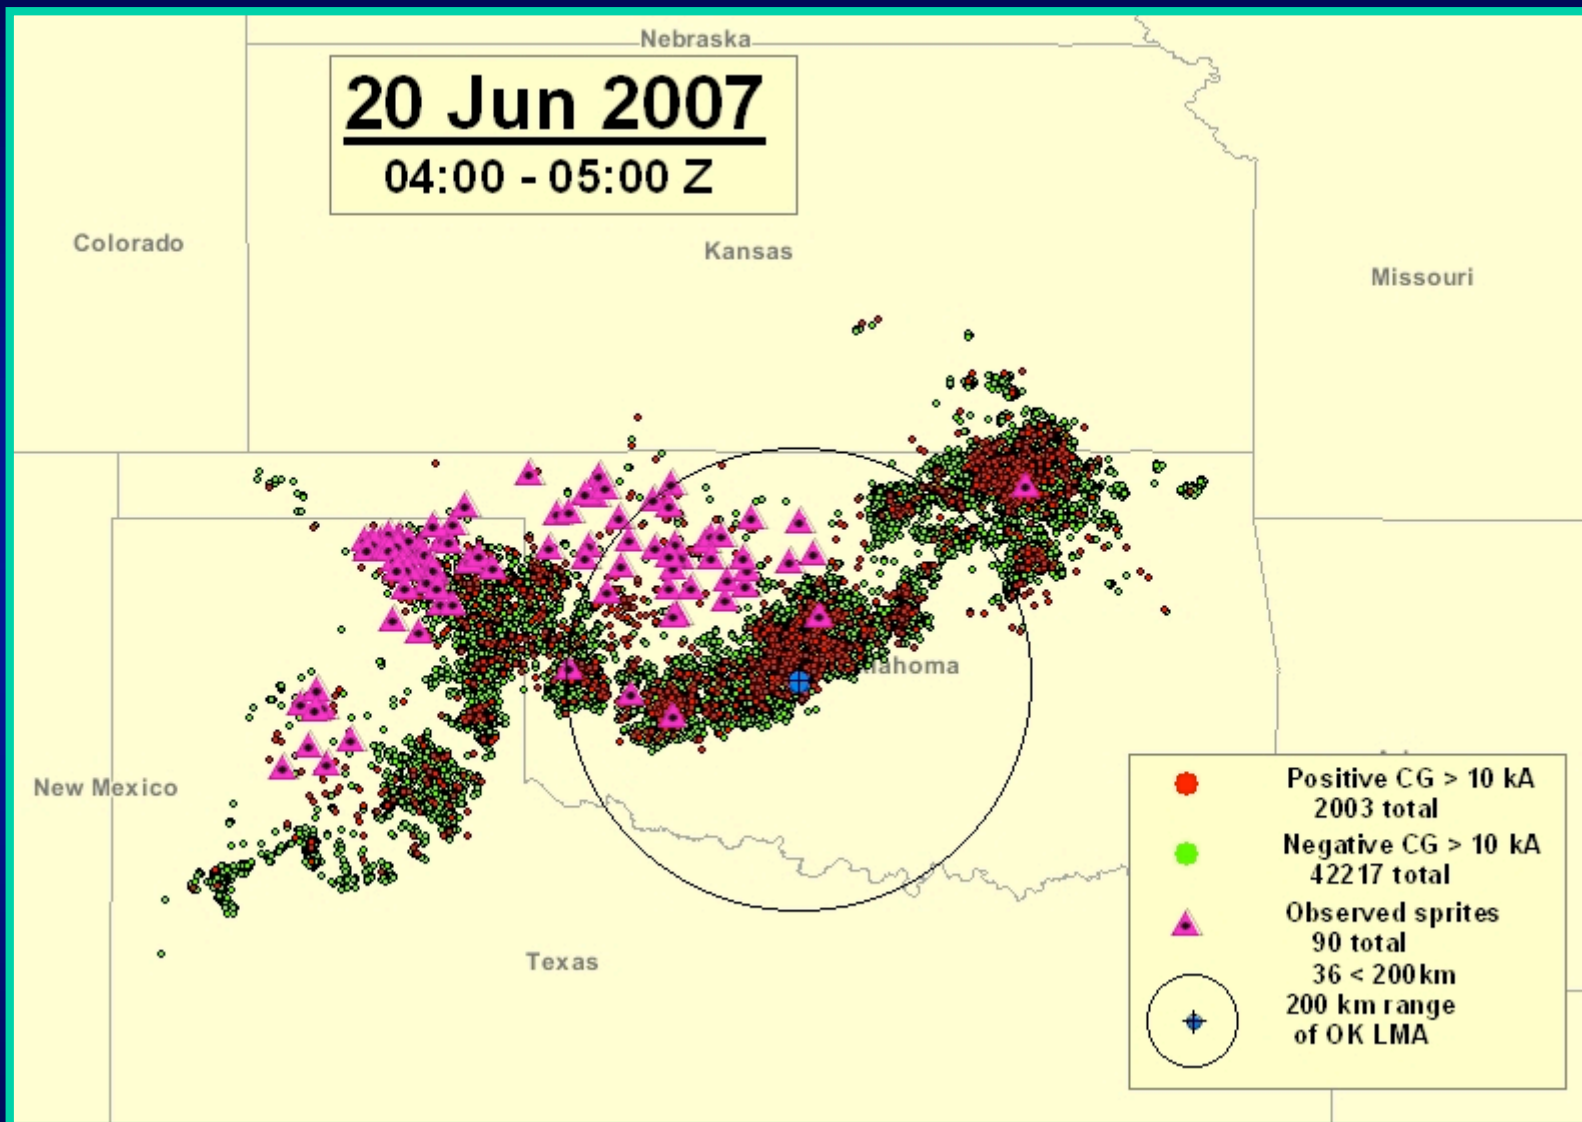 Nebraska
20 Jun 2007
04:00 - 05:00 Z
Colorado
Kansas
Missouri
lahoma
New Mexico
Texas
Positive CG > 10 kA
2003 total
Negative CG > 10 kA
42217 total
Observed sprites
90 total
36 < 200km
200 km range
of OK LMA